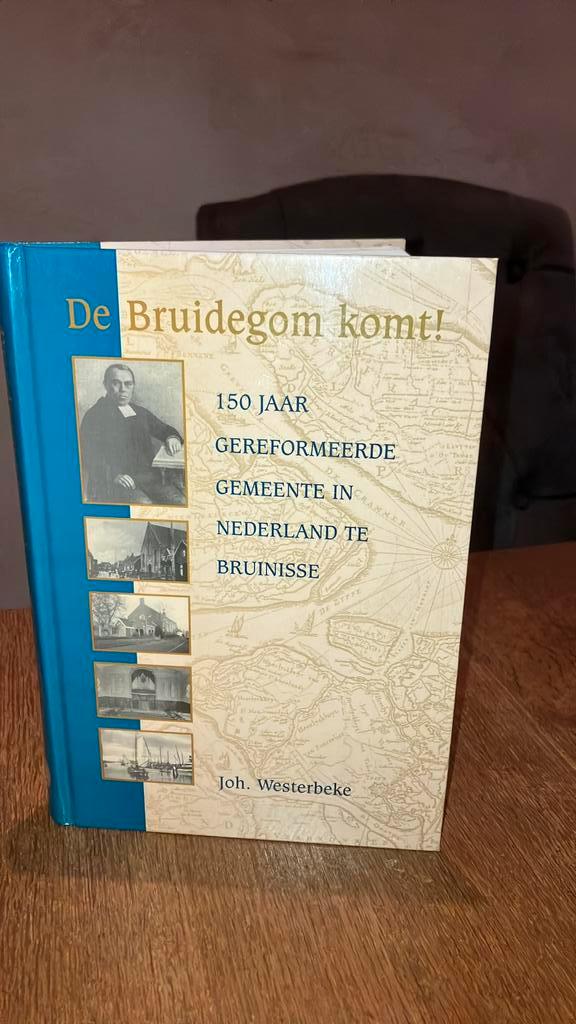 De Bruidegom komt!
150 JAAR
GEREFORMEERDE
GEMEENTE IN
NEDERLAND TE
BRUINISSE
Joh. Westerbeke